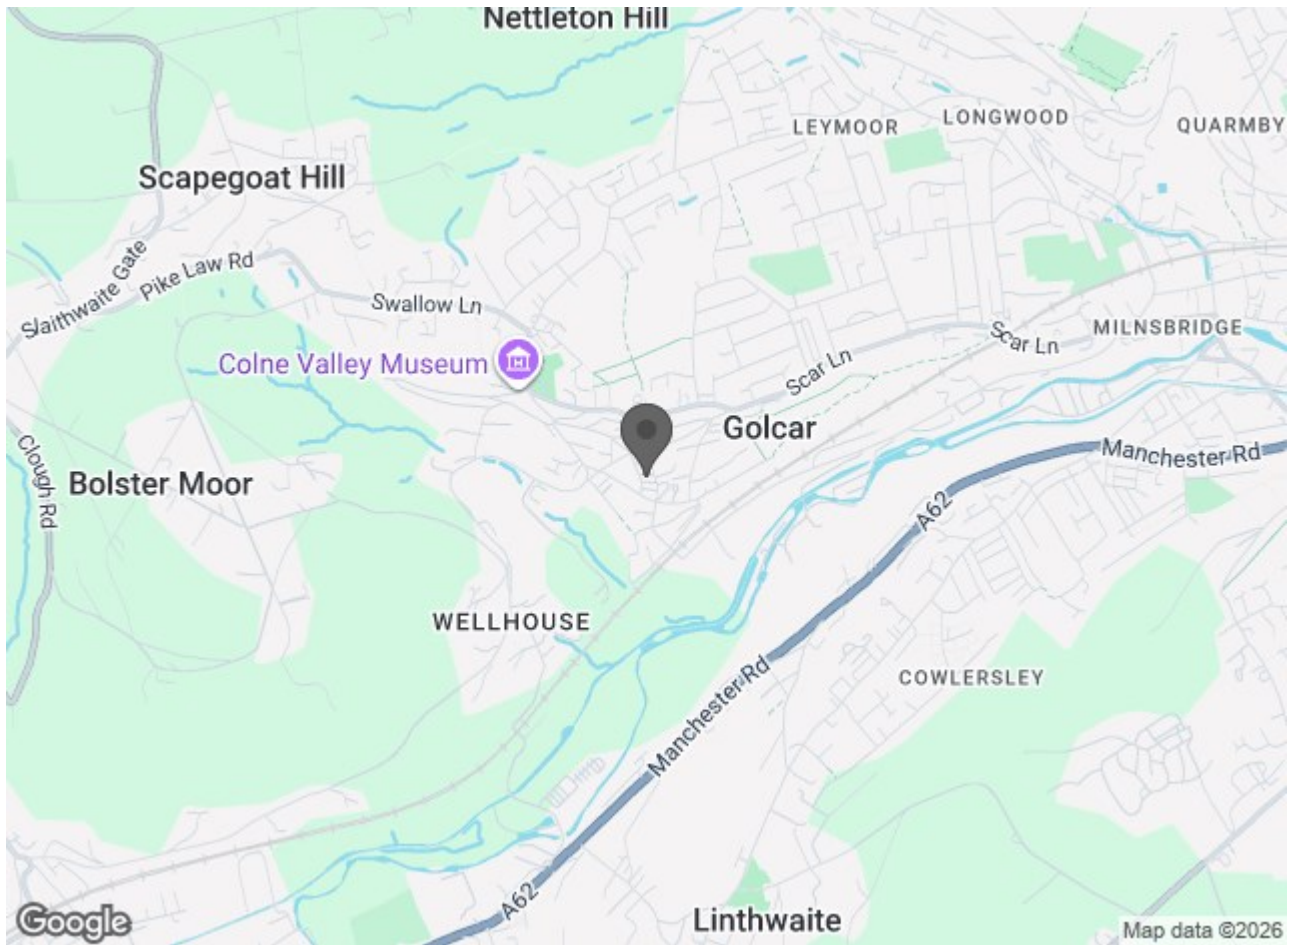 Nettleton Hill
LEYMOOR
LONGWOOD
QUARMBY
Scapegoat Hill
Slaithwaite Gate
Pike Law Rd
Swallow Ln
Scar Ln
MILNSBRIDGE
Colne Valley Museum
Scar Ln
Golcar
Clough Rd
Bolster Moor
Manchester Rd
A62
WELLHOUSE
COWLERSLEY
Manchester Rd
A62
Linthwaite
Google
Map data ©2026